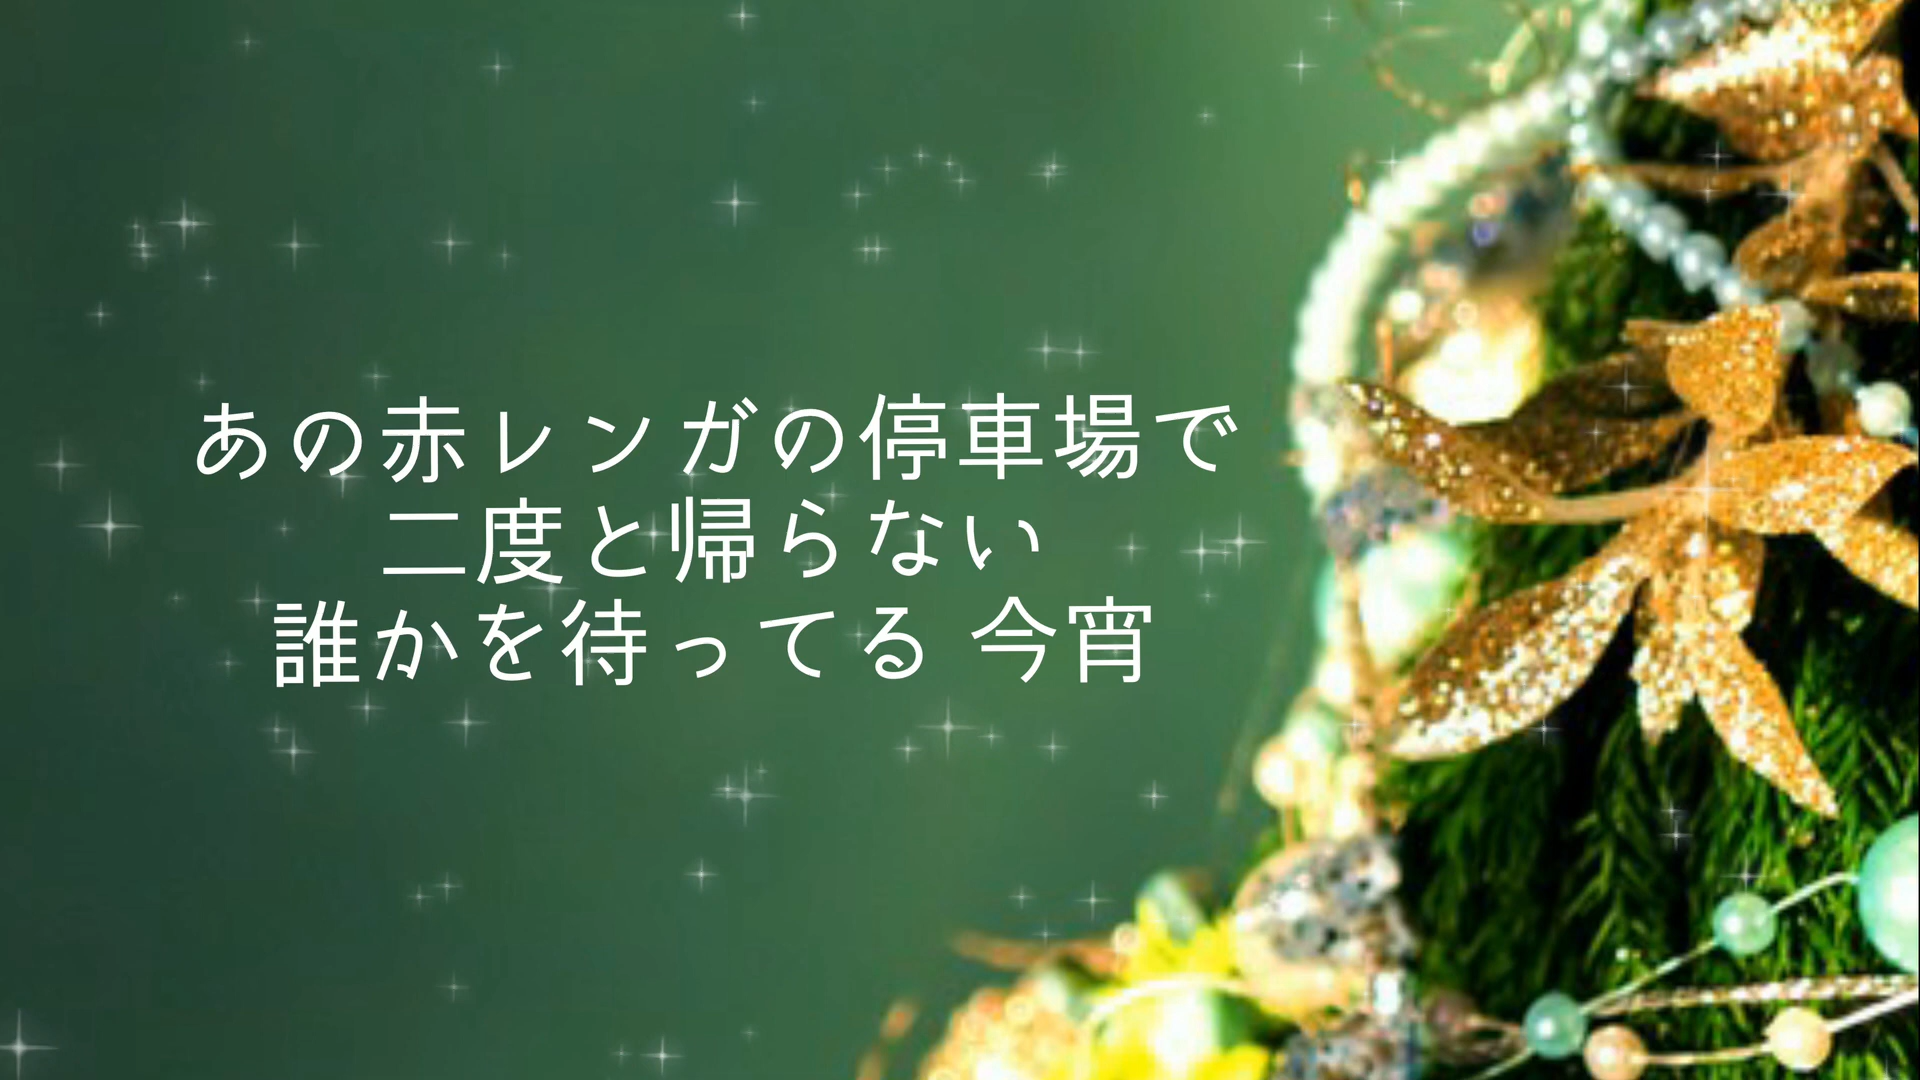 あの赤レンガの停車場で
二度と帰らない
誰かを待ってる 今宵